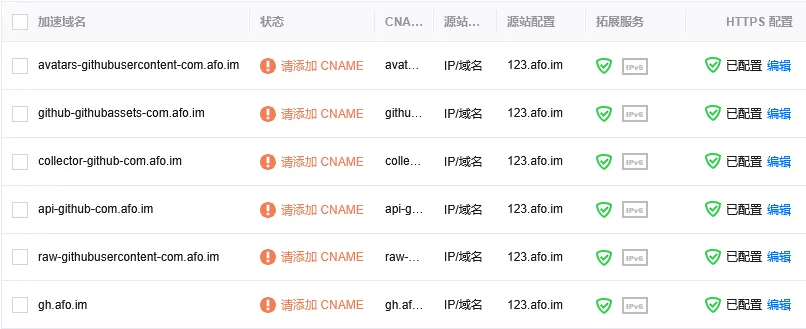 加速域名 状态 CNA... 源站... 源站配置 拓展服务 HTTPS 配置
avatars-githubusercontent-com.afo.im 请添加 CNAME avat... IP/域名 123.afo.im IPv6 已配置 编辑
github-githubassets-com.afo.im 请添加 CNAME githu... IP/域名 123.afo.im IPv6 已配置 编辑
collector-github-com.afo.im 请添加 CNAME colle... IP/域名 123.afo.im IPv6 已配置 编辑
api-github-com.afo.im 请添加 CNAME api-g... IP/域名 123.afo.im IPv6 已配置 编辑
raw-githubusercontent-com.afo.im 请添加 CNAME raw-... IP/域名 123.afo.im IPv6 已配置 编辑
gh.afo.im 请添加 CNAME gh.af... IP/域名 123.afo.im IPv6 已配置 编辑